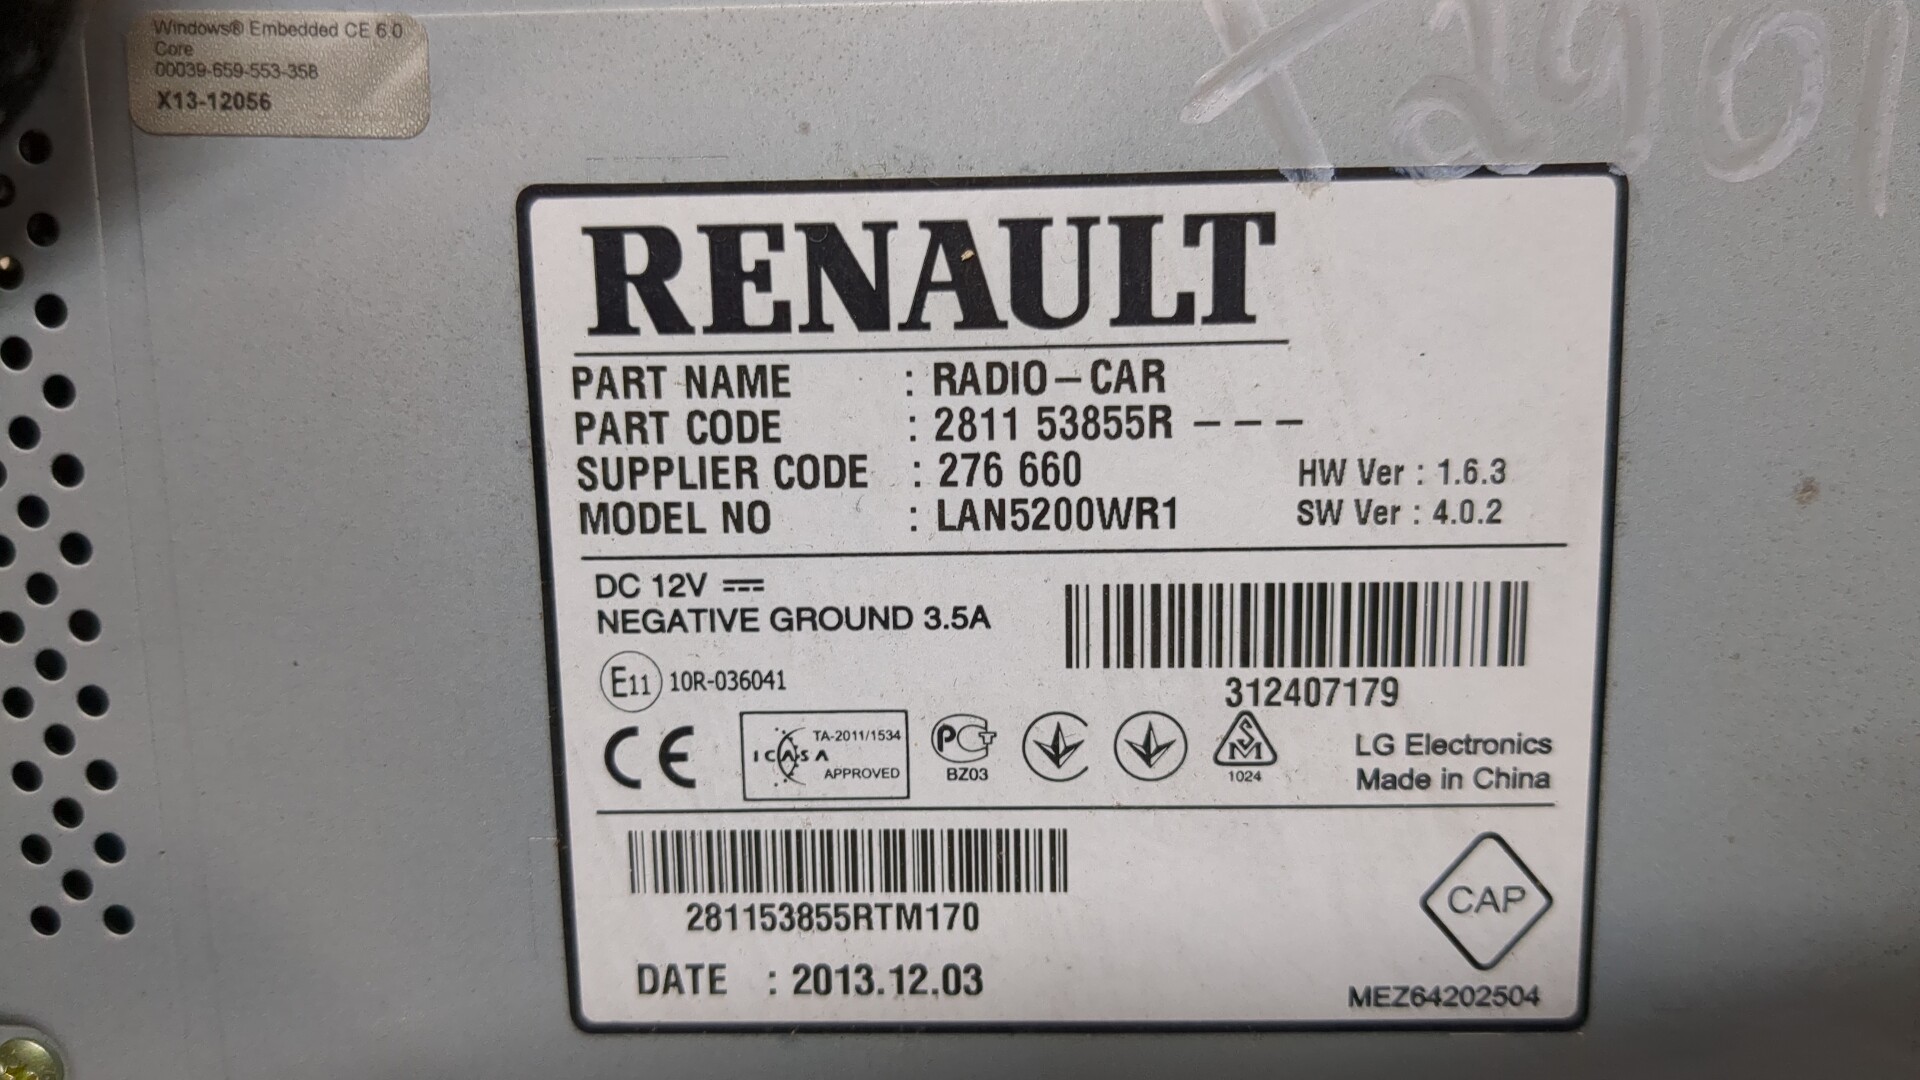 Windows® Embedded CE 6.0
Core
00039-659-553-358
X13-12056
RENAULT
PART NAME : RADIO-CAR
PART CODE : 2811 53855R – – –
SUPPLIER CODE : 276 660
HW Ver : 1.6.3
MODEL NO : LAN5200WR1
SW Ver : 4.0.2
DC 12V ⎓
NEGATIVE GROUND 3.5A
E11 10R-036041
312407179
CE
TA-2011/1534
ICASA
APPROVED
PCT
BZ03
M
1024
LG Electronics
Made in China
281153855RTM170
DATE : 2013.12.03
CAP
MEZ64202504